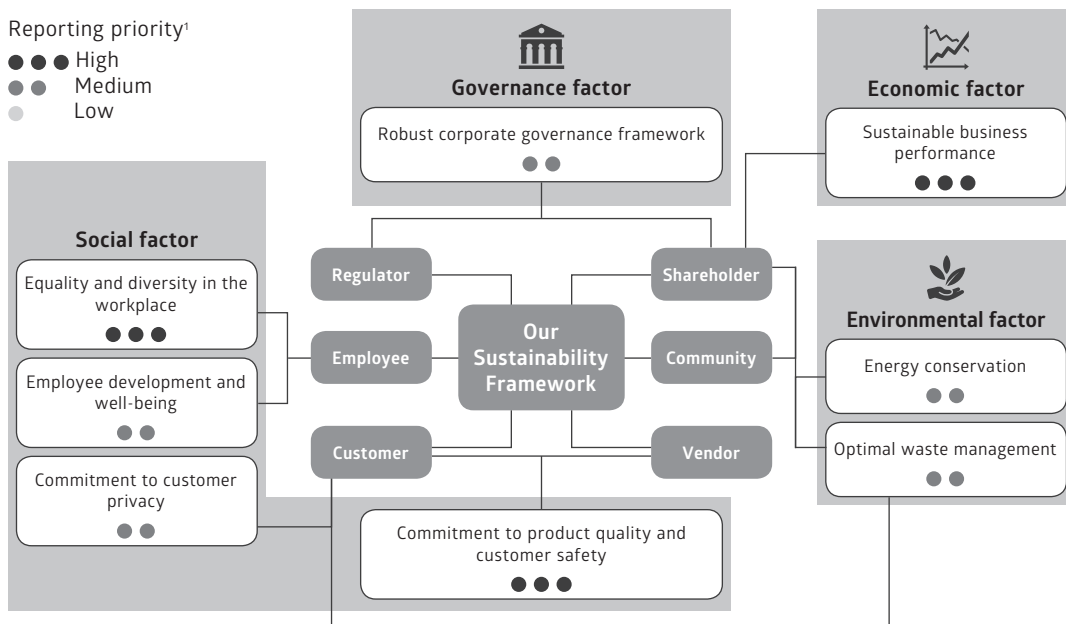 Reporting priority¹
High
Medium
Low
Governance factor
Robust corporate governance framework
Economic factor
Sustainable business
performance
Social factor
Equality and diversity in the
workplace
Employee development and
well-being
Commitment to customer
privacy
Regulator
Employee
Customer
Our
Sustainability
Framework
Shareholder
Community
Vendor
Environmental factor
Energy conservation
Optimal waste management
Commitment to product quality and
customer safety